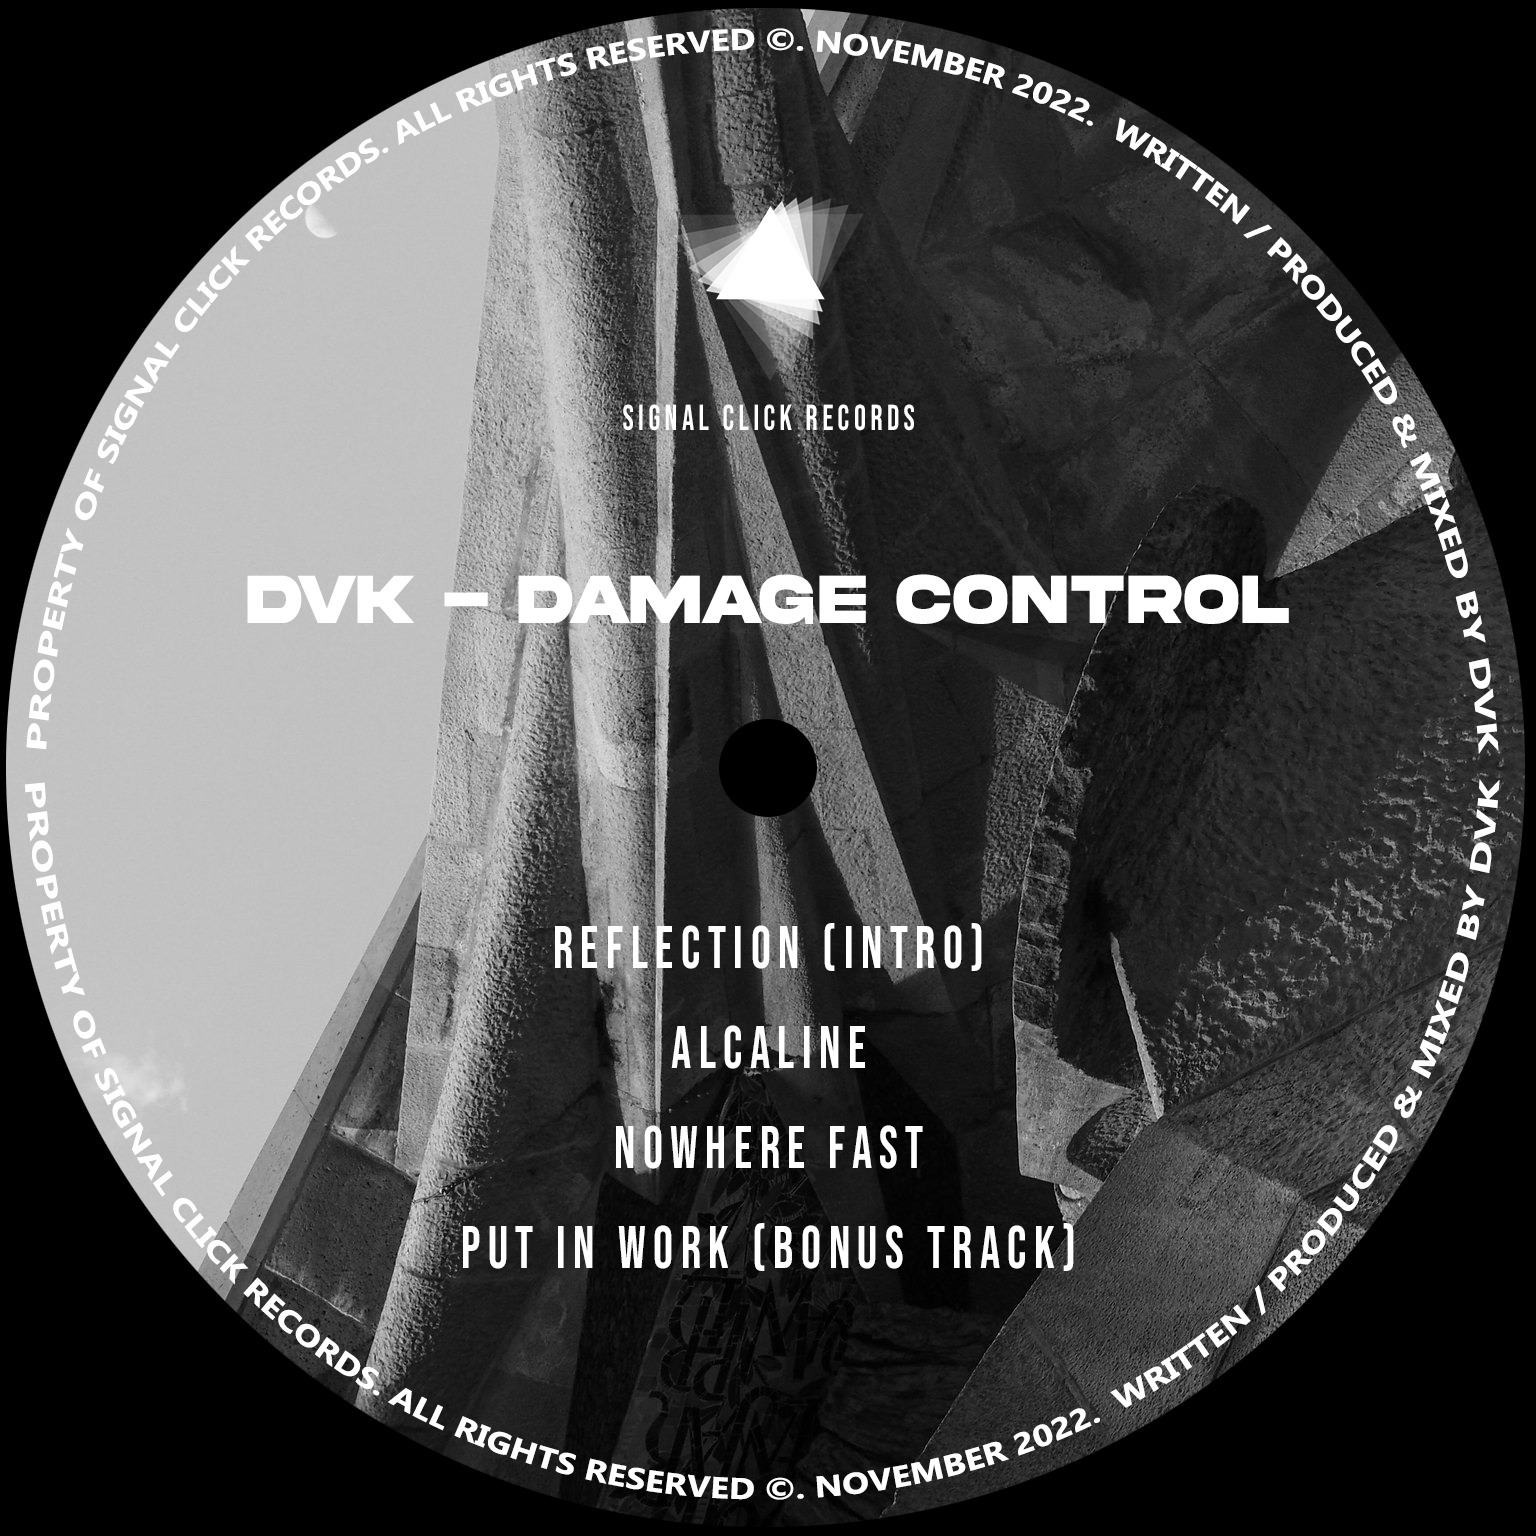 PROPERTY OF SIGNAL CLICK RECORDS. ALL RIGHTS RESERVED ©. NOVEMBER 2022. WRITTEN / PRODUCED & MIXED BY DVK
SIGNAL CLICK RECORDS
DVK - DAMAGE CONTROL
REFLECTION (INTRO)
ALCALINE
NOWHERE FAST
PUT IN WORK (BONUS TRACK)
PROPERTY OF SIGNAL CLICK RECORDS. ALL RIGHTS RESERVED ©. NOVEMBER 2022. WRITTEN / PRODUCED & MIXED BY DVK